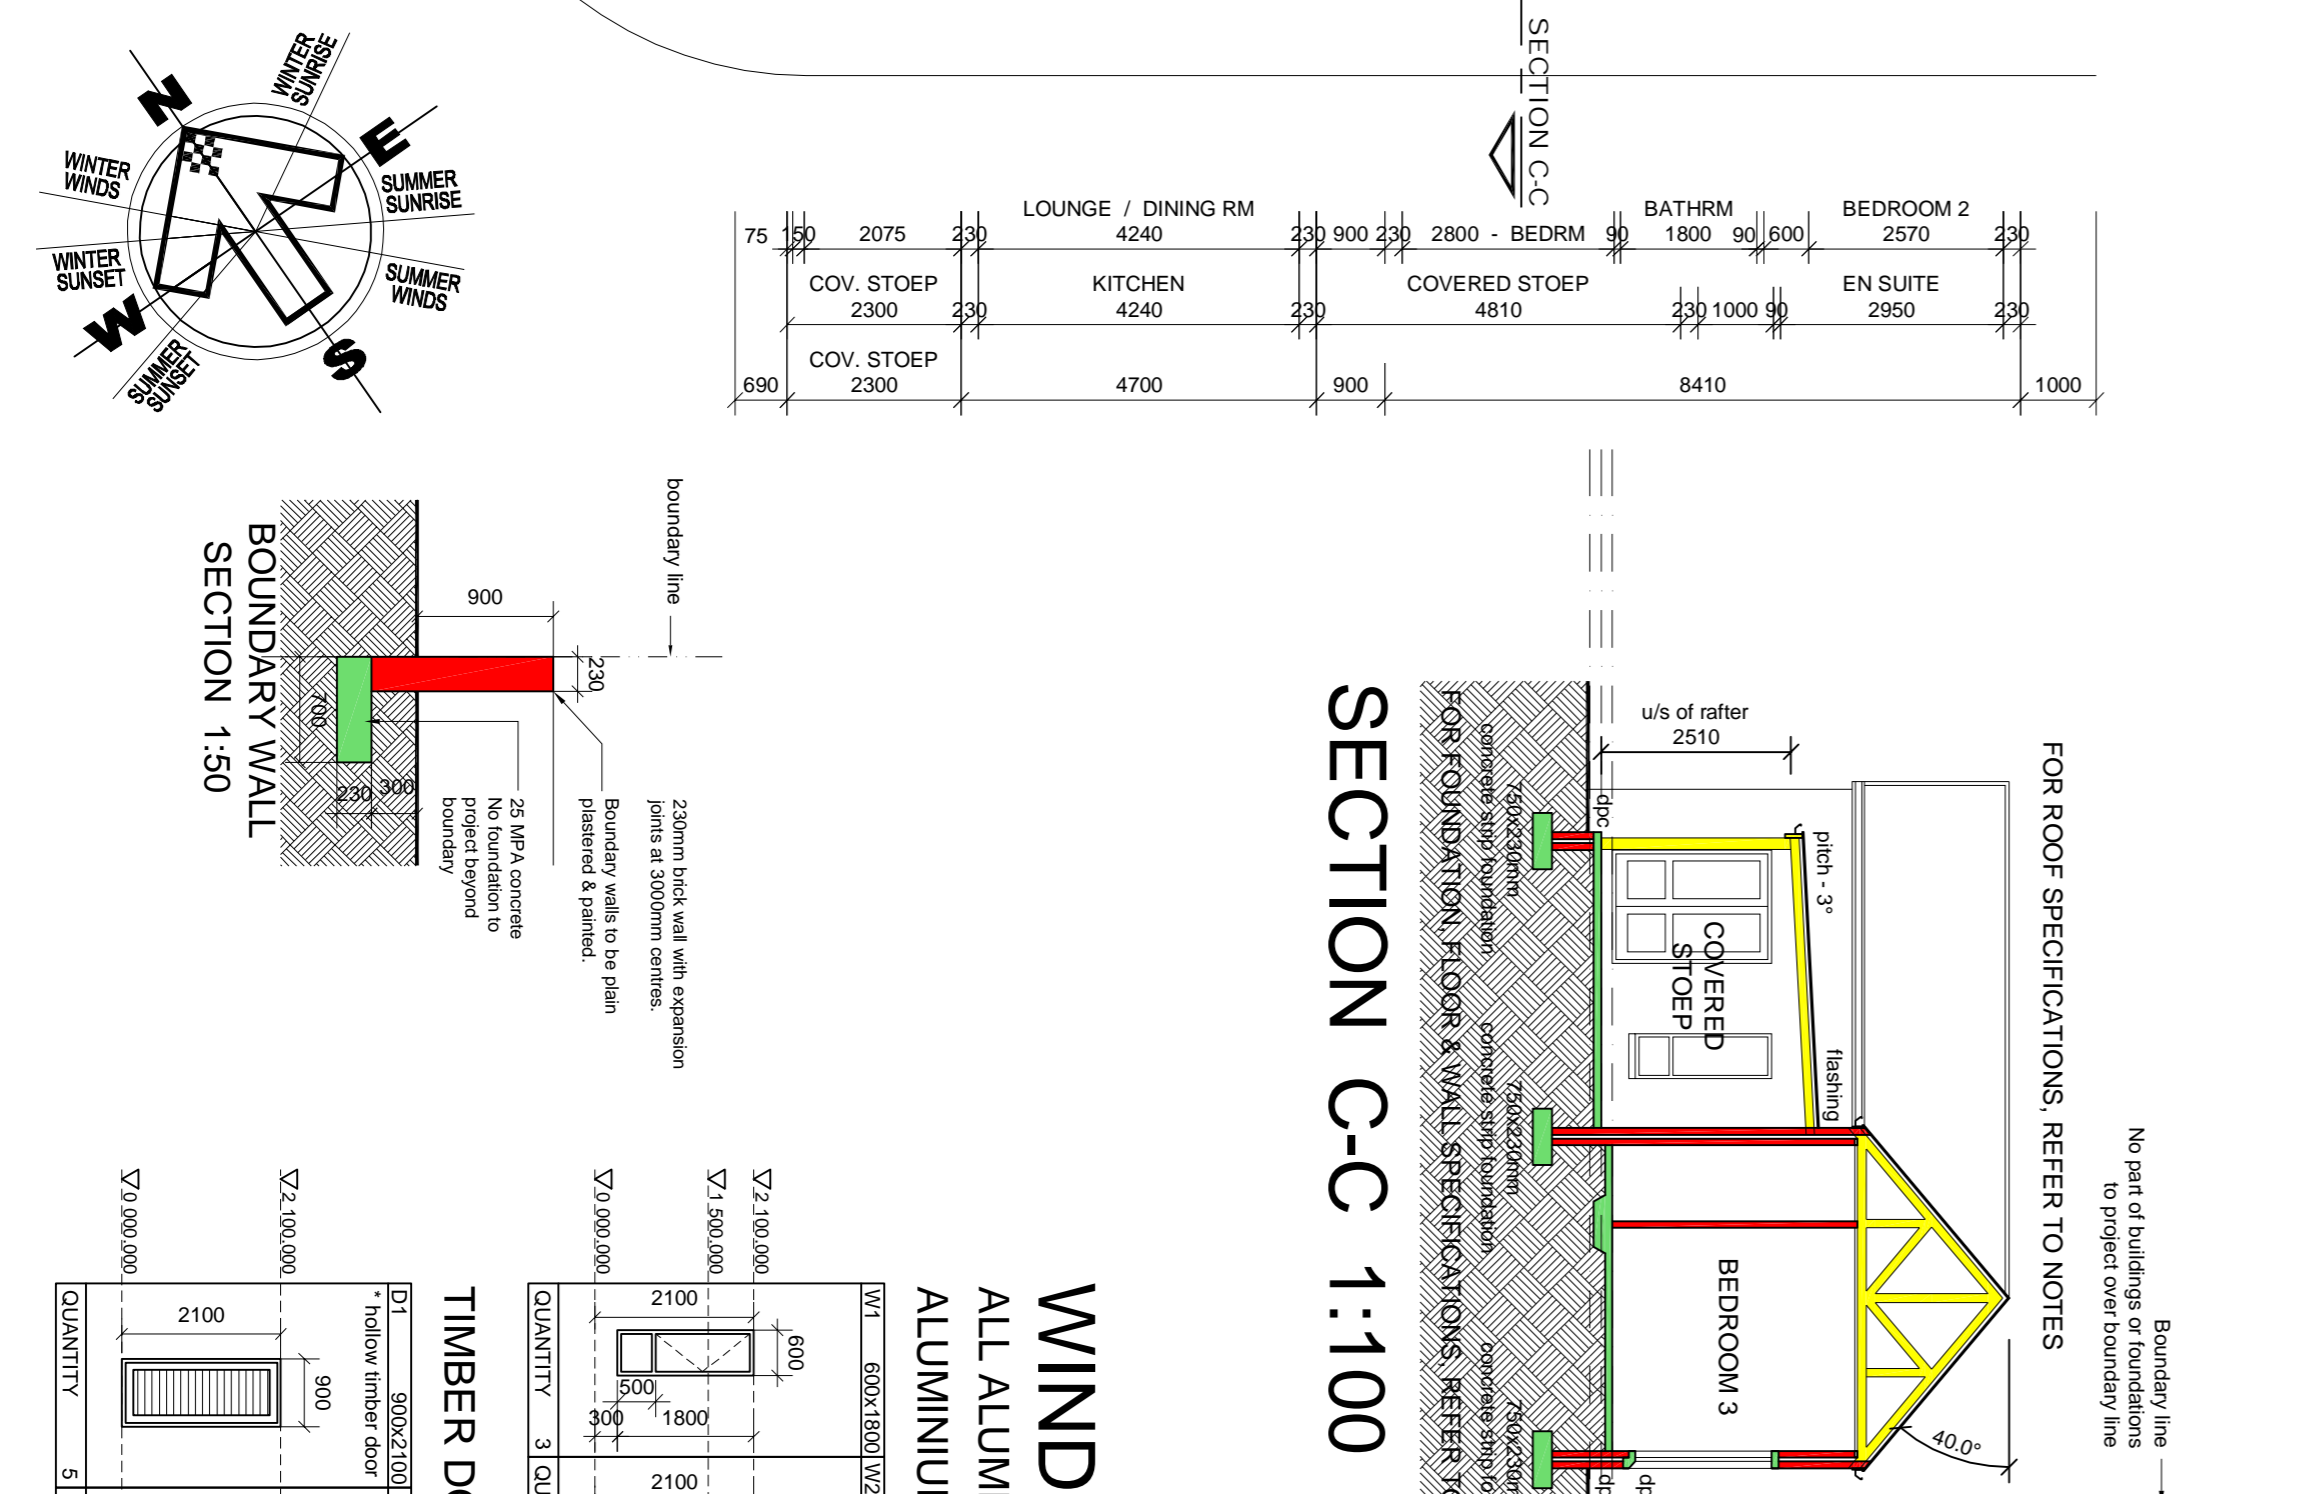 N
E
S
W
WINTER
SUNRISE
SUMMER
SUNRISE
SUMMER
WINDS
SUMMER
SUNSET
WINTER
SUNSET
WINTER
WINDS
SECTION C-C
LOUNGE / DINING RM
BATHRM
BEDROOM 2
75 150 2075 230 4240 230 900 230 2800 - BEDRM 90 1800 90 600 2570 230
COV. STOEP
KITCHEN
COVERED STOEP
EN SUITE
2300 230 4240 230 4810 230 1000 90 2950 230
COV. STOEP
690 2300 4700 900 8410 1000
boundary line
900
230
700
230 300
230mm brick wall with expansion
joints at 3000mm centres.
Boundary walls to be plain
plastered & painted.
25 MPA concrete
No foundation to
project beyond
boundary
BOUNDARY WALL
SECTION 1:50
No part of buildings or foundations
to project over boundary line
Boundary line
FOR ROOF SPECIFICATIONS, REFER TO NOTES
u/s of rafter
2510
pitch - 3°
flashing
40.0°
dpc
COVERED
STOEP
BEDROOM 3
750x230mm
concrete strip foundation
750x230mm
concrete strip foundation
FOR FOUNDATION, FLOOR & WALL SPECIFICATIONS, REFER
SECTION C-C 1:100
WIND
ALL ALUM
ALUMINIU
W1 600x1800
W2
2 100.000
1 500.000
0 000.000
2100
600
500
300 1800
QUANTITY 3
QU
2100
TIMBER D
D1 900x2100
* hollow timber door
2 100.000
0 000.000
2100
900
QUANTITY 5